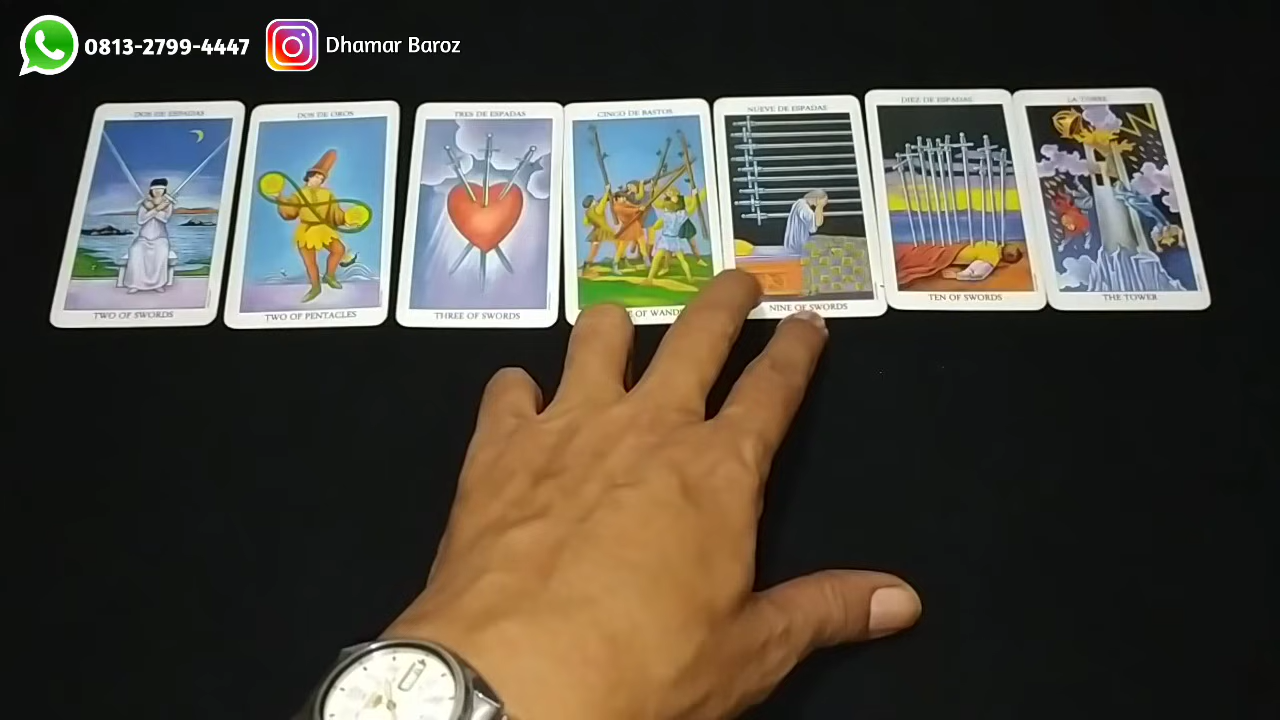 0813-2799-4447 Dhamar Baroz
DOS DE ESPADAS
TWO OF SWORDS
DOS DE OROS
TWO OF PENTACLES
TRES DE ESPADAS
THREE OF SWORDS
CINCO DE BASTOS
OF WANDS
NUEVE DE ESPADAS
NINE OF SWORDS
DIEZ DE ESPADAS
TEN OF SWORDS
LA TORRE
THE TOWER